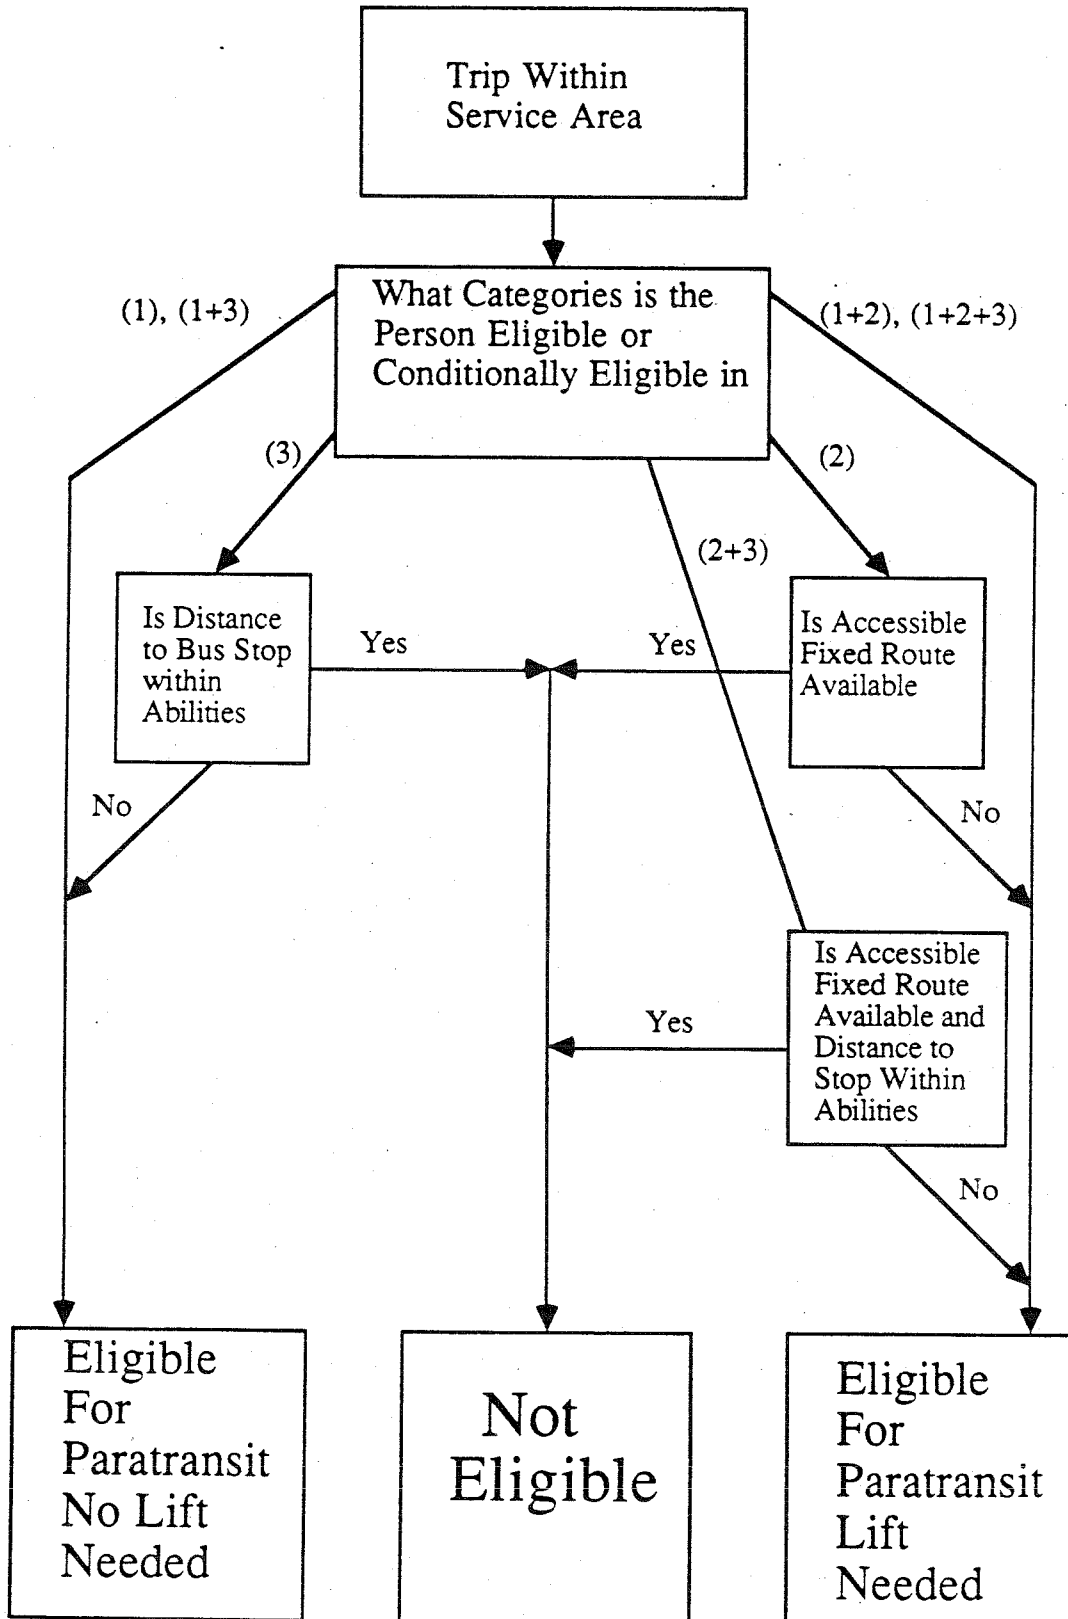 Trip Within
Service Area
What Categories is the
Person Eligible or
Conditionally Eligible in
(1), (1+3)
(1+2), (1+2+3)
(3)
(2)
(2+3)
Is Distance
to Bus Stop
within
Abilities
Yes
Yes
Is Accessible
Fixed Route
Available
No
No
Is Accessible
Fixed Route
Available and
Distance to
Stop Within
Abilities
Yes
No
Eligible
For
Paratransit
No Lift
Needed
Not
Eligible
Eligible
For
Paratransit
Lift
Needed